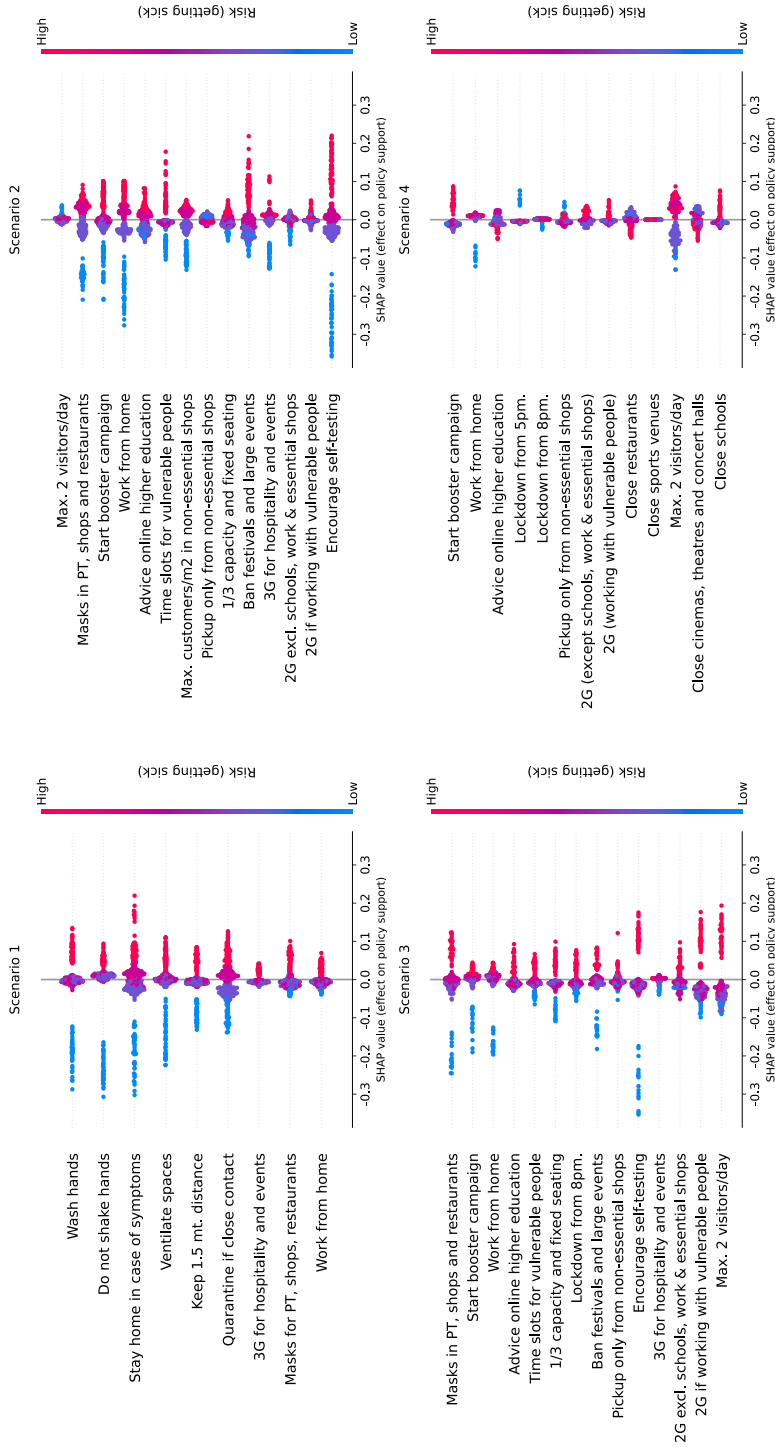 Scenario 1
Wash hands
Do not shake hands
Stay home in case of symptoms
Ventilate spaces
Keep 1.5 mt. distance
Quarantine if close contact
3G for hospitality and events
Masks for PT, shops, restaurants
Work from home
-0.3 -0.2 -0.1 0.0 0.1 0.2 0.3
SHAP value (effect on policy support)
High
Low
Risk (getting sick)
Scenario 2
Max. 2 visitors/day
Masks in PT, shops and restaurants
Start booster campaign
Work from home
Advice online higher education
Time slots for vulnerable people
Max. customers/m2 in non-essential shops
Pickup only from non-essential shops
1/3 capacity and fixed seating
Ban festivals and large events
3G for hospitality and events
2G excl. schools, work & essential shops
2G if working with vulnerable people
Encourage self-testing
-0.3 -0.2 -0.1 0.0 0.1 0.2 0.3
SHAP value (effect on policy support)
High
Low
Risk (getting sick)
Scenario 3
Masks in PT, shops and restaurants
Start booster campaign
Work from home
Advice online higher education
Time slots for vulnerable people
1/3 capacity and fixed seating
Lockdown from 8pm.
Ban festivals and large events
Pickup only from non-essential shops
Encourage self-testing
3G for hospitality and events
2G excl. schools, work & essential shops
2G if working with vulnerable people
Max. 2 visitors/day
-0.3 -0.2 -0.1 0.0 0.1 0.2 0.3
SHAP value (effect on policy support)
High
Low
Risk (getting sick)
Scenario 4
Start booster campaign
Work from home
Advice online higher education
Lockdown from 5pm.
Lockdown from 8pm.
Pickup only from non-essential shops
2G (except schools, work & essential shops)
2G (working with vulnerable people)
Close restaurants
Close sports venues
Max. 2 visitors/day
Close cinemas, theatres and concert halls
Close schools
-0.3 -0.2 -0.1 0.0 0.1 0.2 0.3
SHAP value (effect on policy support)
High
Low
Risk (getting sick)